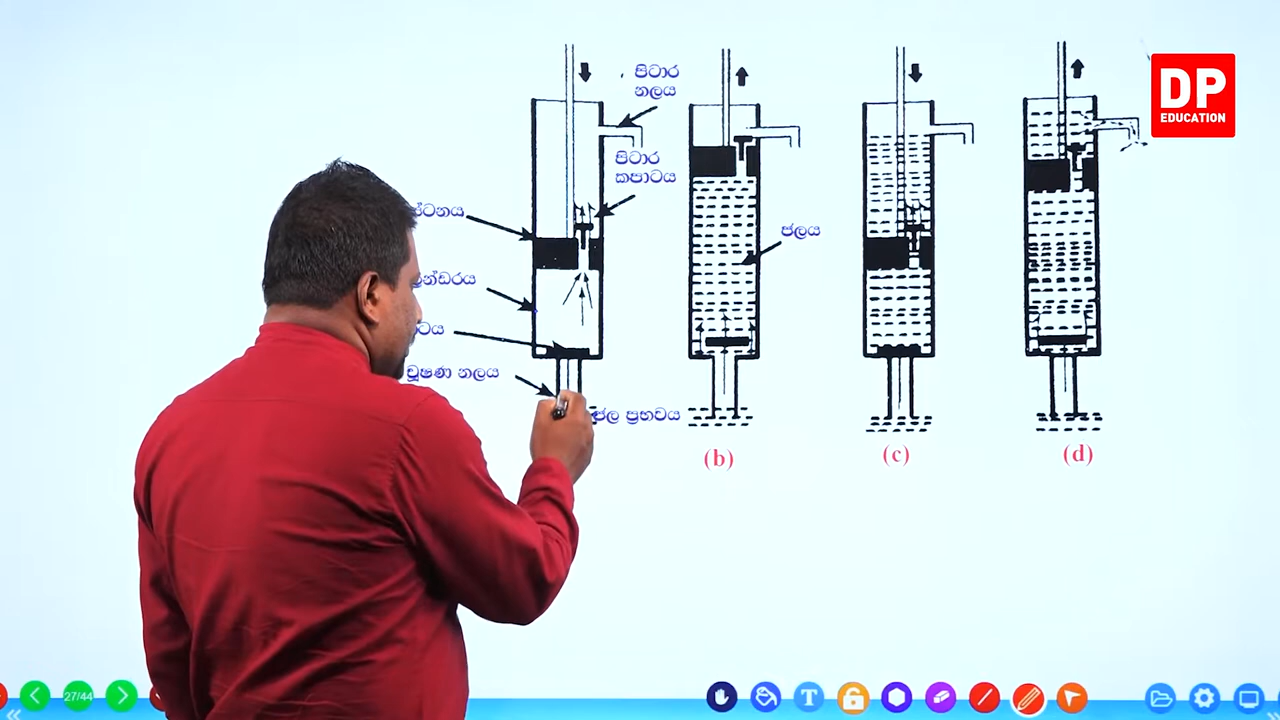 පිටාර
නලය
DP
EDUCATION
පිටාර
කපාටය
ජලය
චූෂණ නලය
ජල ප්‍රභවය
(b)
(c)
(d)
27/44
T